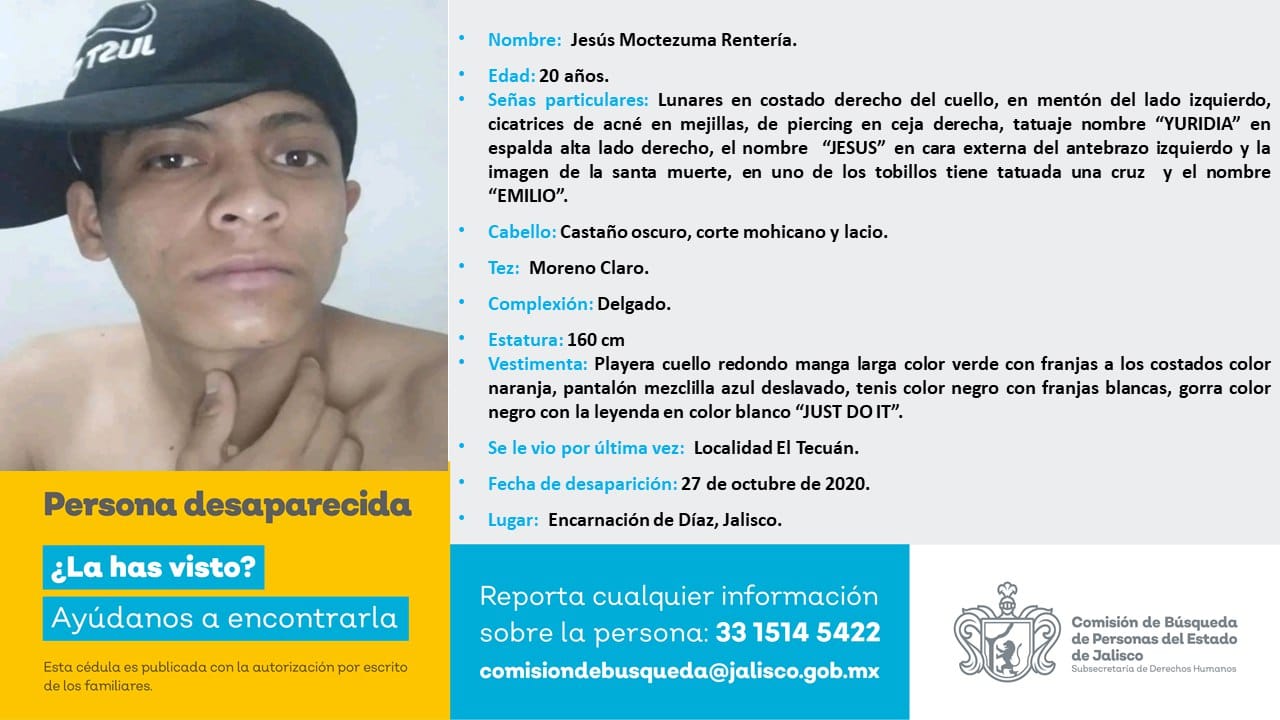 JUST
Nombre: Jesús Moctezuma Rentería.
Edad: 20 años.
Señas particulares: Lunares en costado derecho del cuello, en mentón del lado izquierdo,
cicatrices de acné en mejillas, de piercing en ceja derecha, tatuaje nombre “YURIDIA” en
espalda alta lado derecho, el nombre “JESUS” en cara externa del antebrazo izquierdo y la
imagen de la santa muerte, en uno de los tobillos tiene tatuada una cruz y el nombre
“EMILIO”.
Cabello: Castaño oscuro, corte mohicano y lacio.
Tez: Moreno Claro.
Complexión: Delgado.
Estatura: 160 cm
Vestimenta: Playera cuello redondo manga larga color verde con franjas a los costados color
naranja, pantalón mezclilla azul deslavado, tenis color negro con franjas blancas, gorra color
negro con la leyenda en color blanco “JUST DO IT”.
Se le vio por última vez: Localidad El Tecuán.
Fecha de desaparición: 27 de octubre de 2020.
Lugar: Encarnación de Díaz, Jalisco.
Persona desaparecida
¿La has visto?
Ayúdanos a encontrarla
Esta cédula es publicada con la autorización por escrito
de los familiares.
Reporta cualquier información
sobre la persona: 33 1514 5422
comisiondebusqueda@jalisco.gob.mx
Comisión de Búsqueda
de Personas del Estado
de Jalisco
Subsecretaría de Derechos Humanos